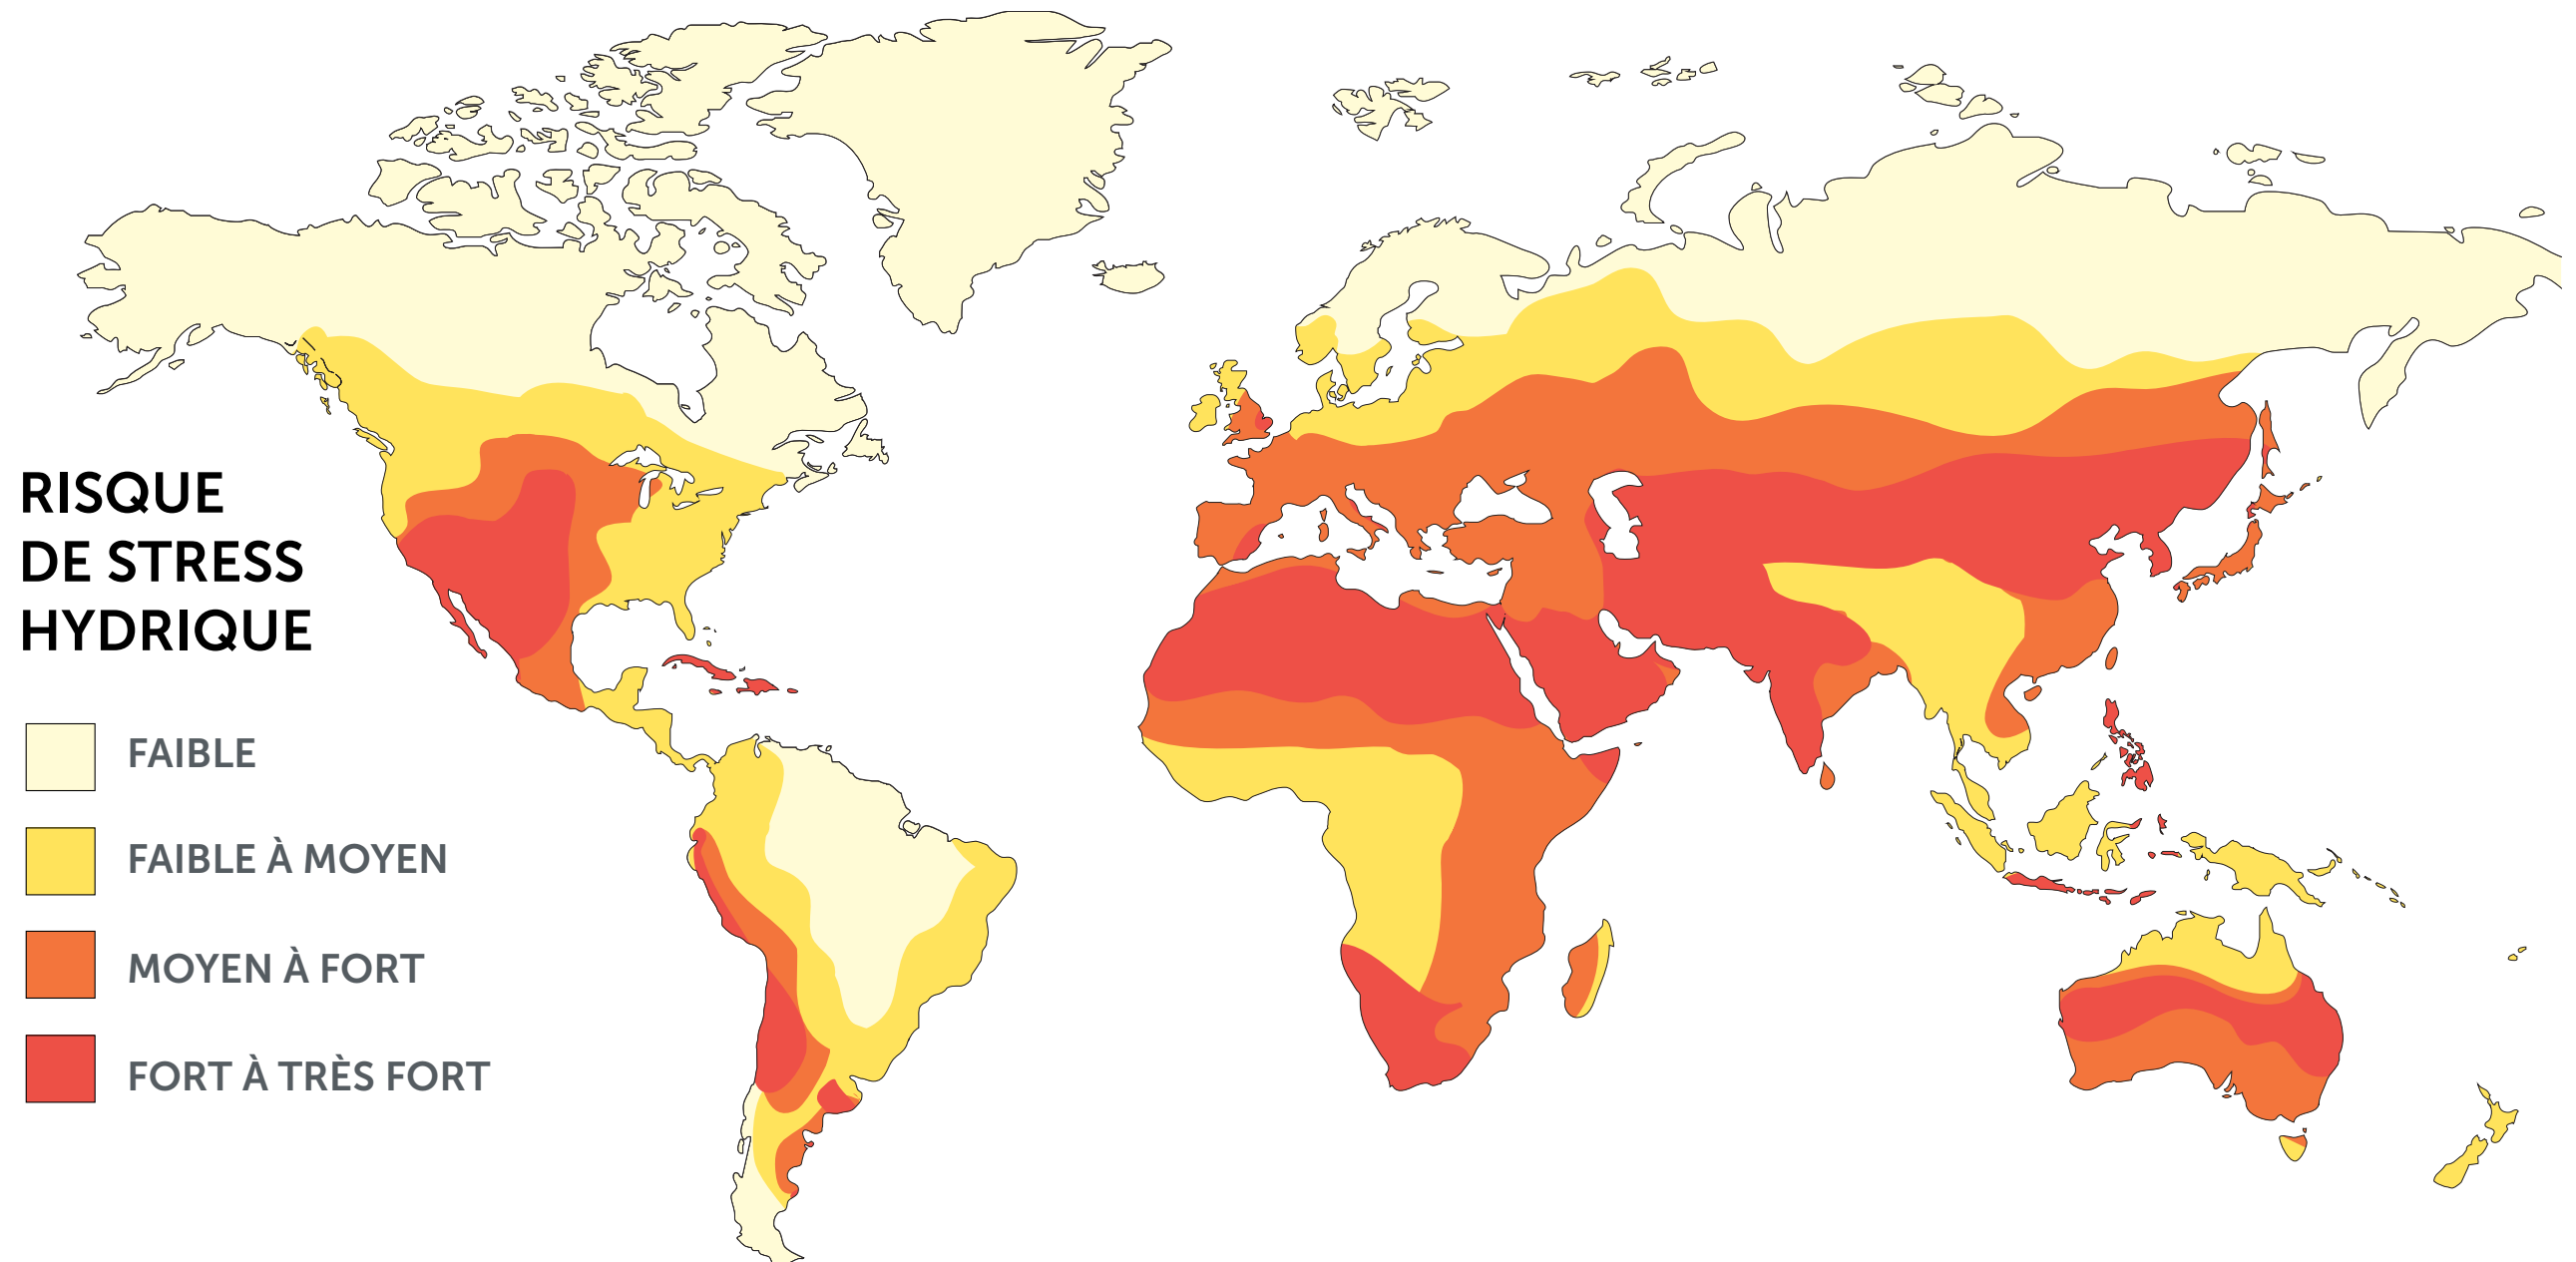 RISQUE
DE STRESS
HYDRIQUE
FAIBLE
FAIBLE À MOYEN
MOYEN À FORT
FORT À TRÈS FORT